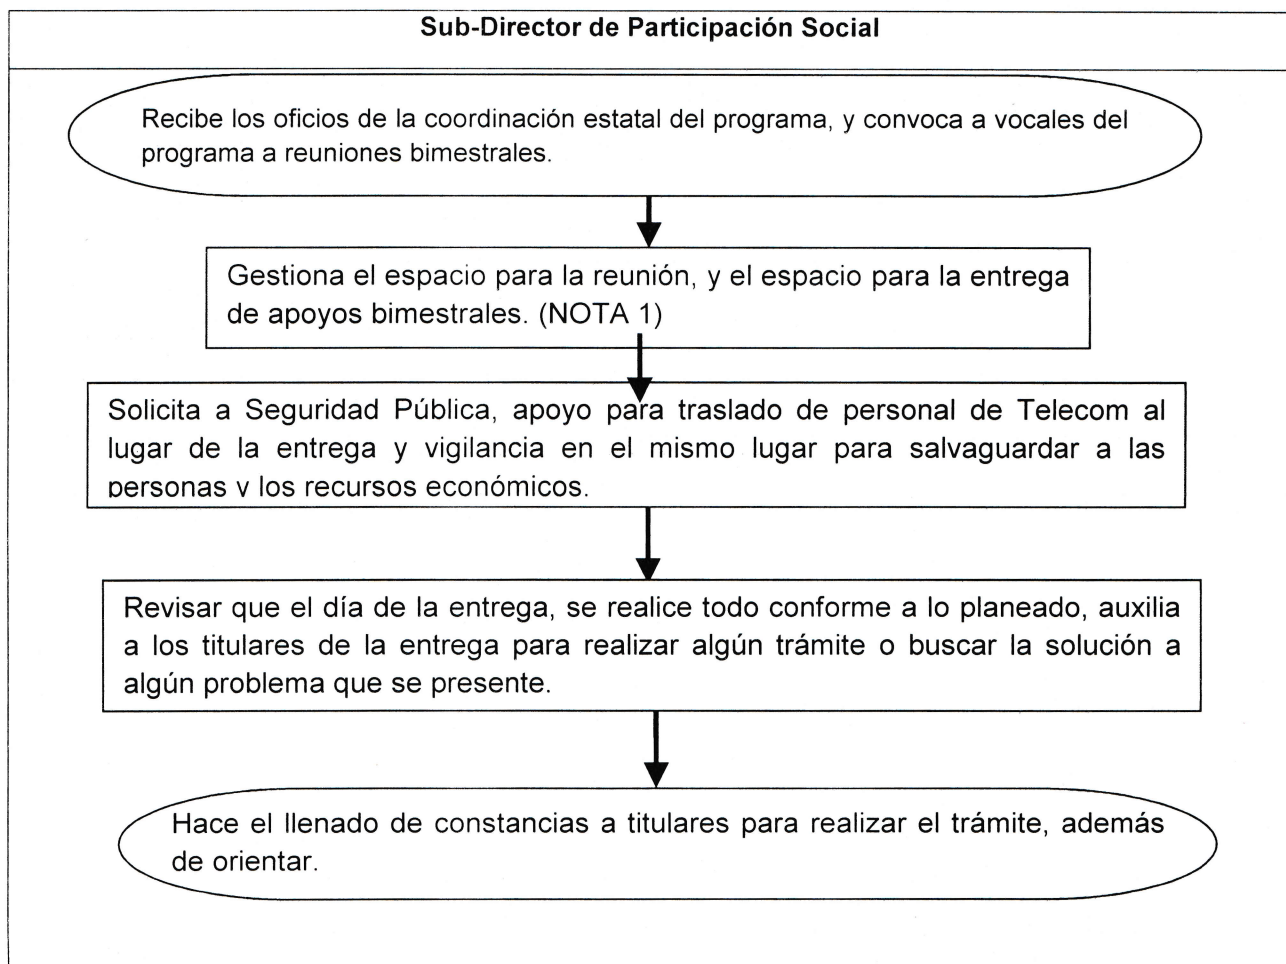 Sub-Director de Participación Social
Recibe los oficios de la coordinación estatal del programa, y convoca a vocales del
programa a reuniones bimestrales.
Gestiona el espacio para la reunión, y el espacio para la entrega
de apoyos bimestrales. (NOTA 1)
Solicita a Seguridad Pública, apoyo para traslado de personal de Telecom al
lugar de la entrega y vigilancia en el mismo lugar para salvaguardar a las
personas y los recursos económicos.
Revisar que el día de la entrega, se realice todo conforme a lo planeado, auxilia
a los titulares de la entrega para realizar algún trámite o buscar la solución a
algún problema que se presente.
Hace el llenado de constancias a titulares para realizar el trámite, además
de orientar.